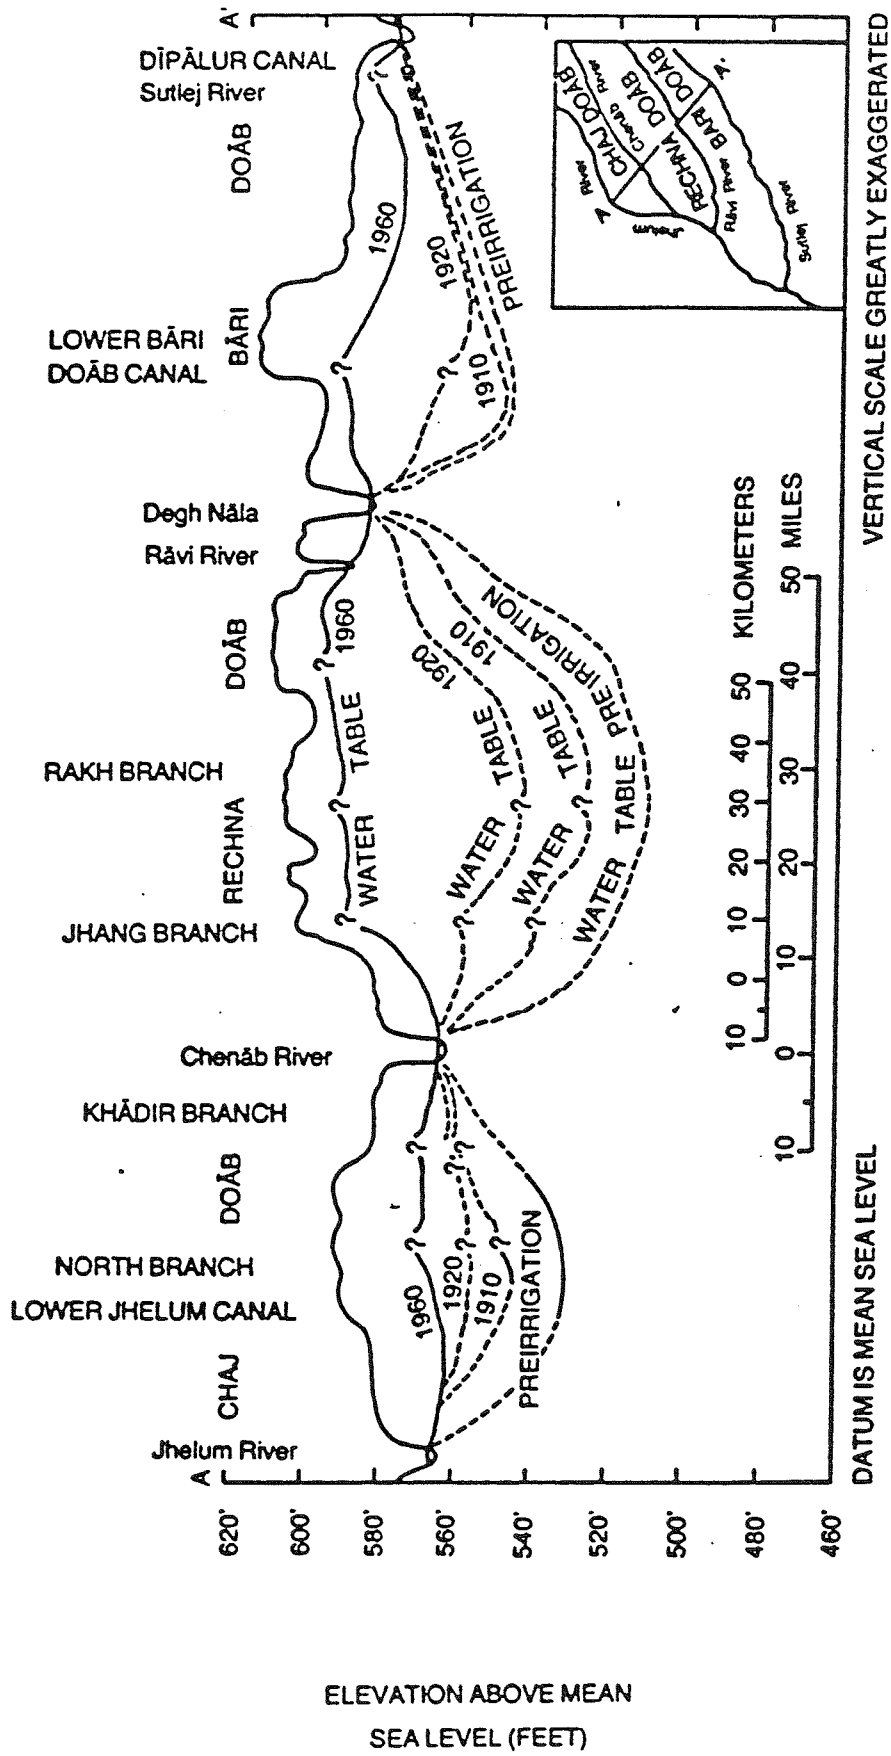 A
A'
Jhelum River
CHAJ
LOWER JHELUM CANAL
NORTH BRANCH
DOĀB
KHĀDIR BRANCH
Chenāb River
JHANG BRANCH
RECHNA
RAKH BRANCH
DOĀB
Rāvi River
Degh Nāla
LOWER BĀRI
DOĀB CANAL
BĀRI
DOĀB
Sutlej River
DĪPĀLUR CANAL
620'
600'
580'
560'
540'
520'
500'
480'
460'
ELEVATION ABOVE MEAN
SEA LEVEL (FEET)
1960
?
?
1920
?
?
1910
?
?
PREIRRIGATION
?
WATER
?
TABLE
?
1960
?
WATER
?
TABLE
1920
?
WATER
?
TABLE
1910
WATER
TABLE
PREIRRIGATION
?
1960
?
?
1920
1910
PREIRRIGATION
10 0 10 20 30 40 50 KILOMETERS
10 0 10 20 30 40 50 MILES
A
A'
River
Jhelum
CHAJ DOĀB
Chenāb River
RECHNA DOĀB
Rāvi River
BĀRI DOĀB
Sutlej River
DATUM IS MEAN SEA LEVEL
VERTICAL SCALE GREATLY EXAGGERATED